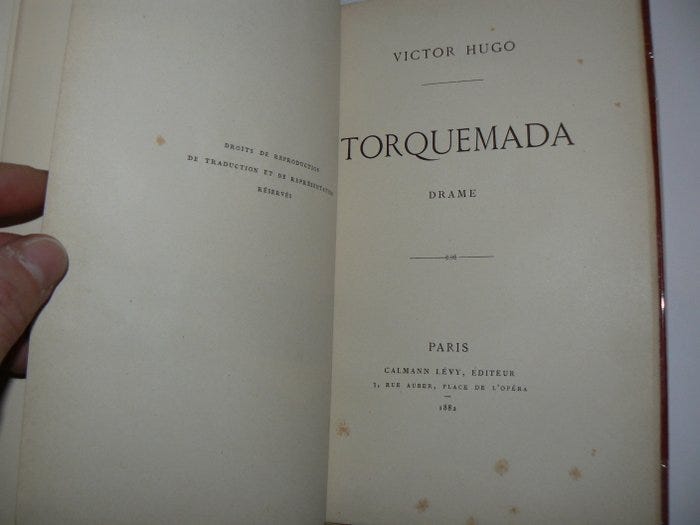 DROITS DE REPRODUCTION
DE TRADUCTION ET DE REPRÉSENTATION
RÉSERVÉS
VICTOR HUGO
TORQUEMADA
DRAME
PARIS
CALMANN LÉVY, ÉDITEUR
3, RUE AUBER, PLACE DE L'OPÉRA
1882